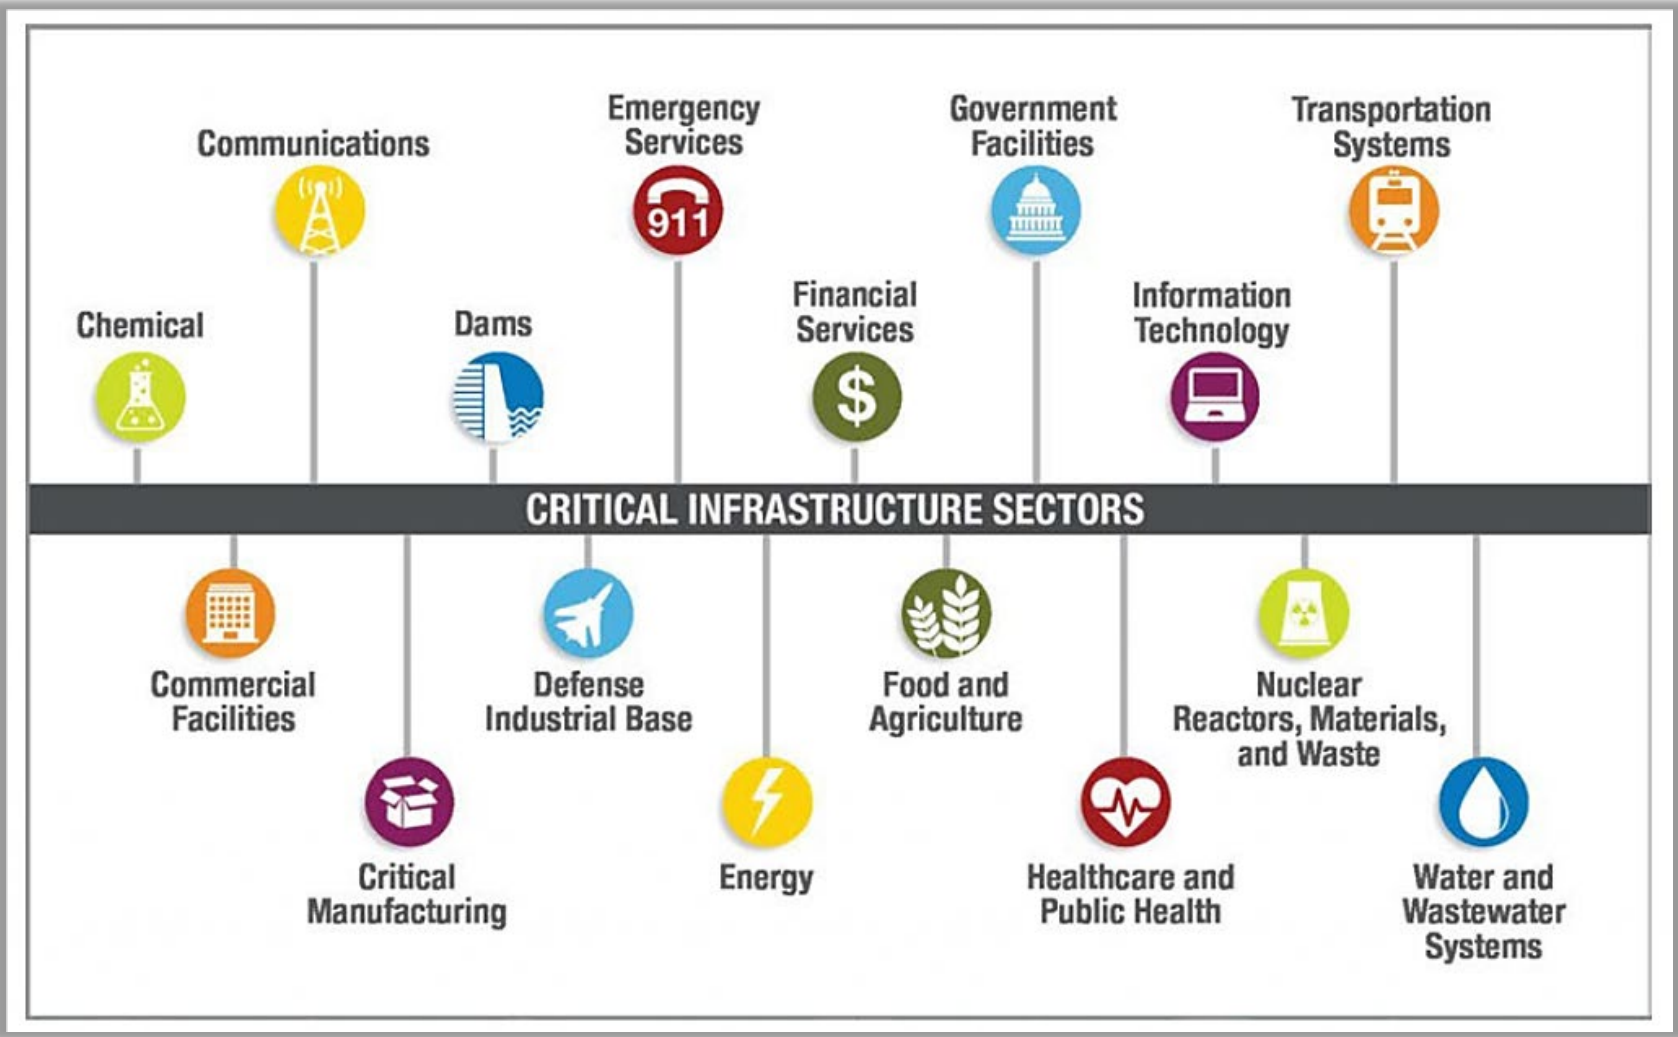 Emergency
Services
Government
Facilities
Transportation
Systems
Communications
911
Financial
Services
Information
Technology
Chemical
Dams
$
CRITICAL INFRASTRUCTURE SECTORS
Commercial
Facilities
Defense
Industrial Base
Food and
Agriculture
Nuclear
Reactors, Materials,
and Waste
Critical
Manufacturing
Energy
Healthcare and
Public Health
Water and
Wastewater
Systems